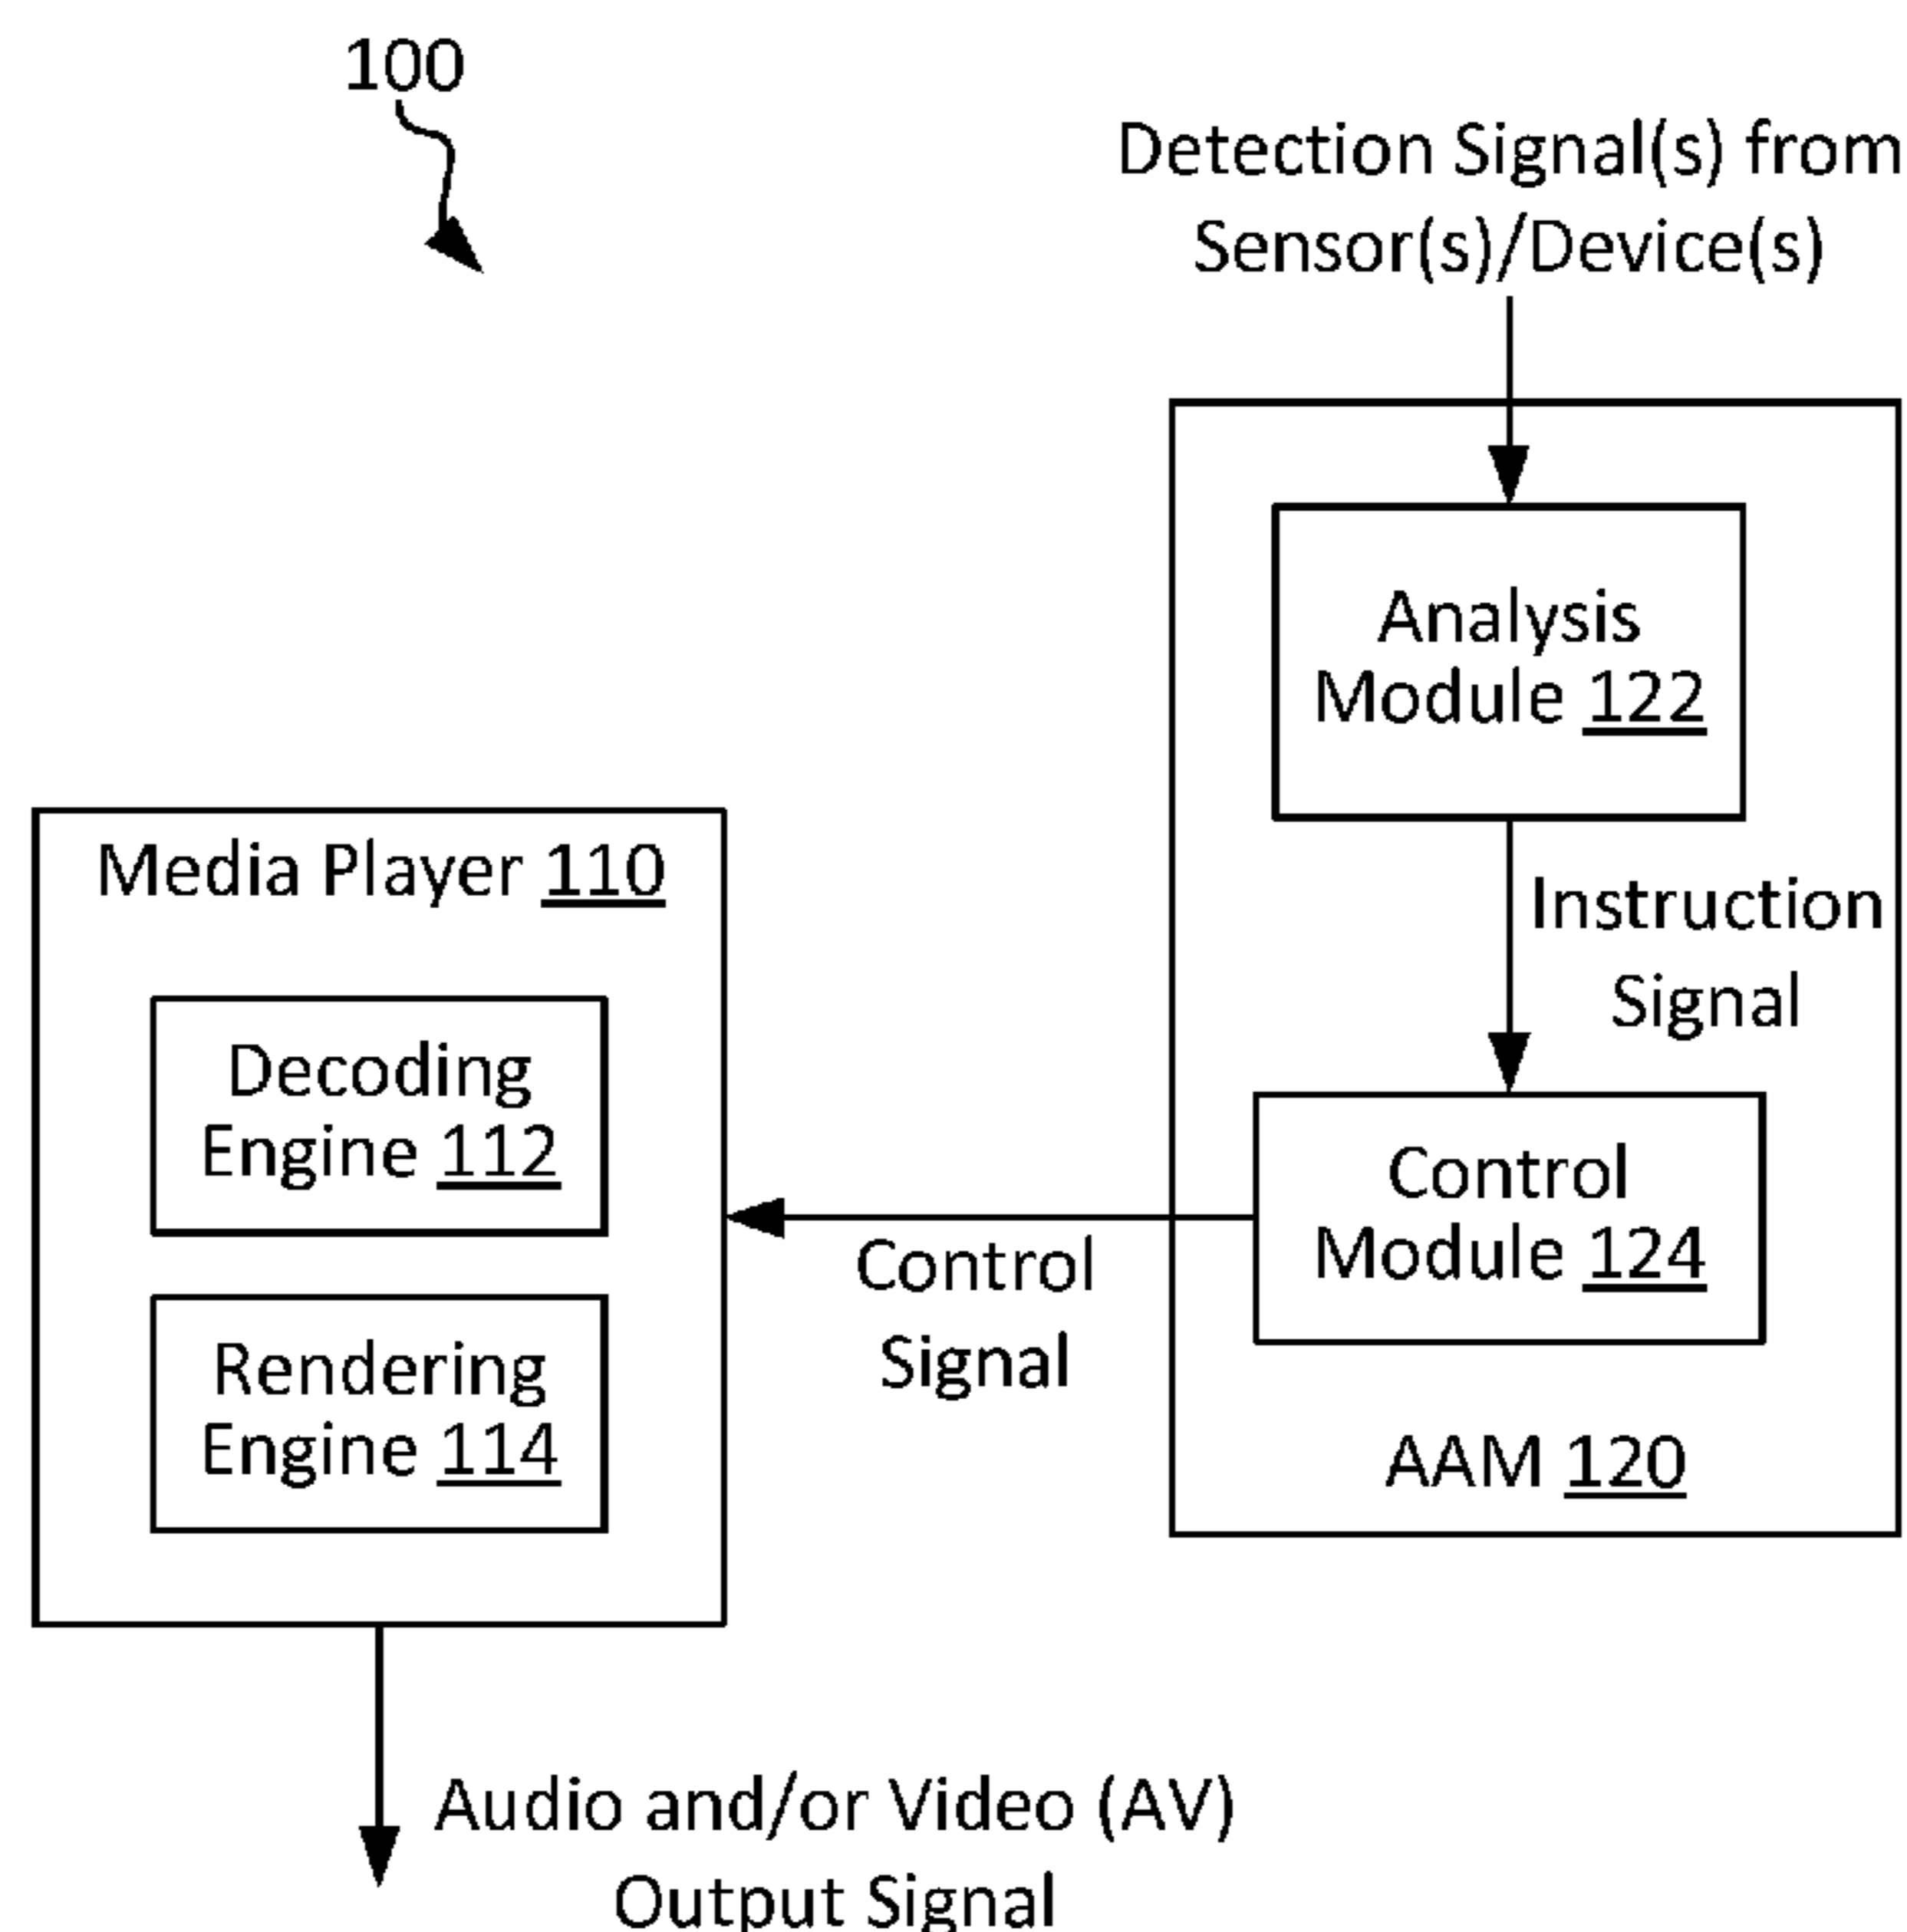 100
Detection Signal(s) from
Sensor(s)/Device(s)
Analysis
Module 122
Instruction
Signal
Control
Module 124
AAM 120
Control
Signal
Media Player 110
Decoding
Engine 112
Rendering
Engine 114
Audio and/or Video (AV)
Output Signal